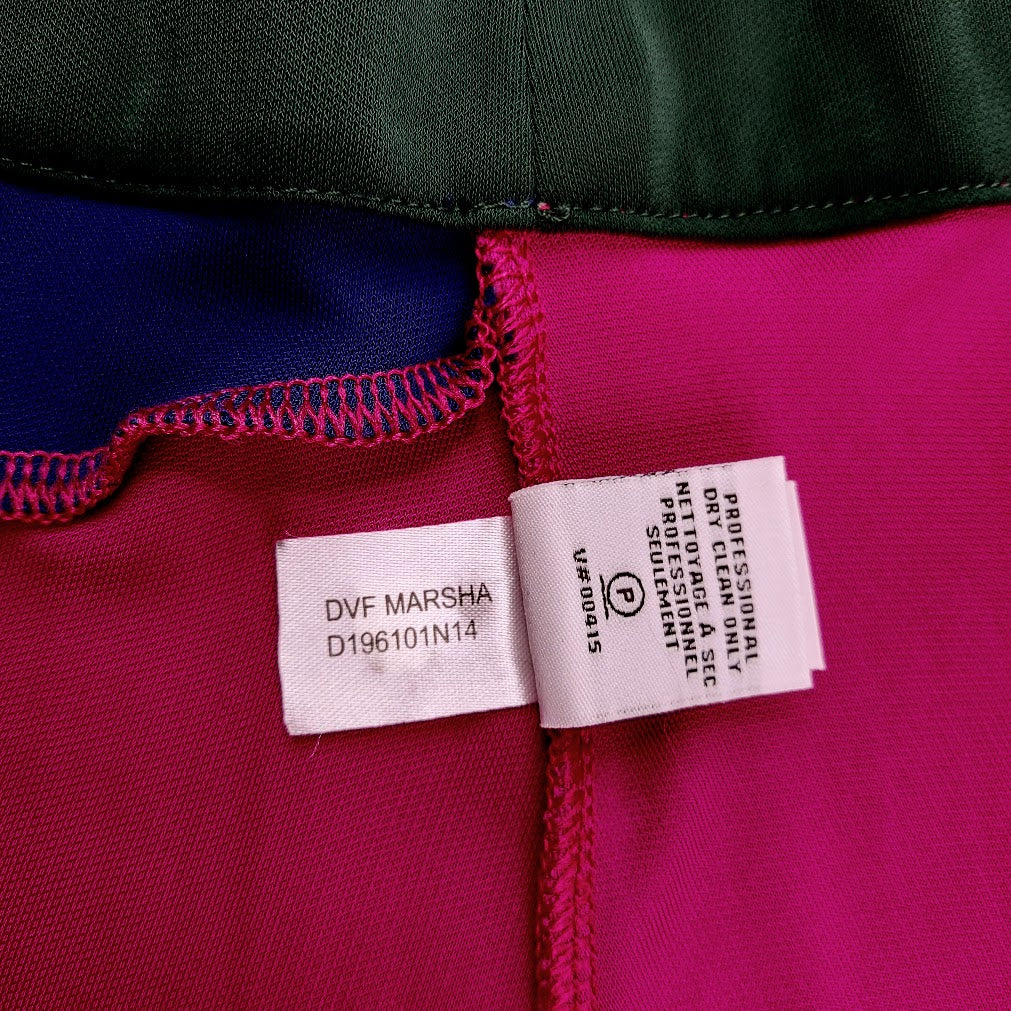 DVF MARSHA
D196101N14
PROFESSIONAL
DRY CLEAN ONLY
NETTOYAGE À SEC
PROFESSIONNEL
SEULEMENT
P
V# 00415